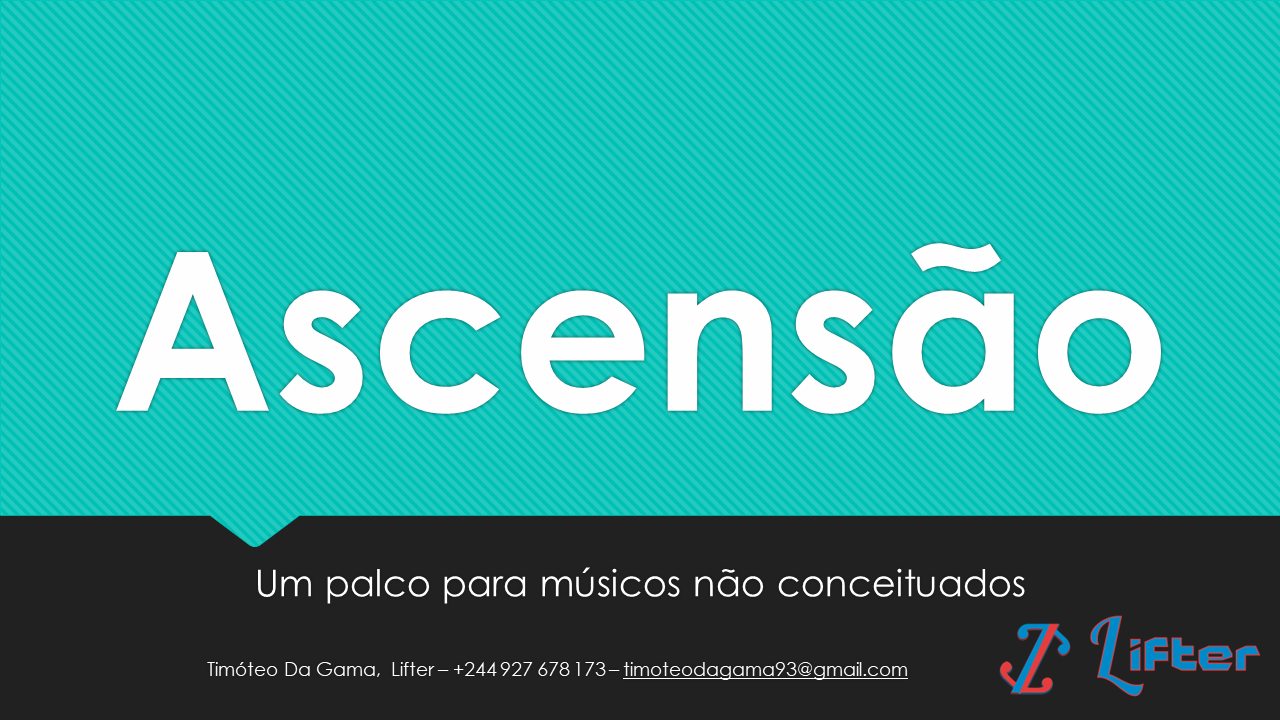 Ascensão
Um palco para músicos não conceituados
Timóteo Da Gama, Lifter – +244 927 678 173 – timoteodagama93@gmail.com
Lifter